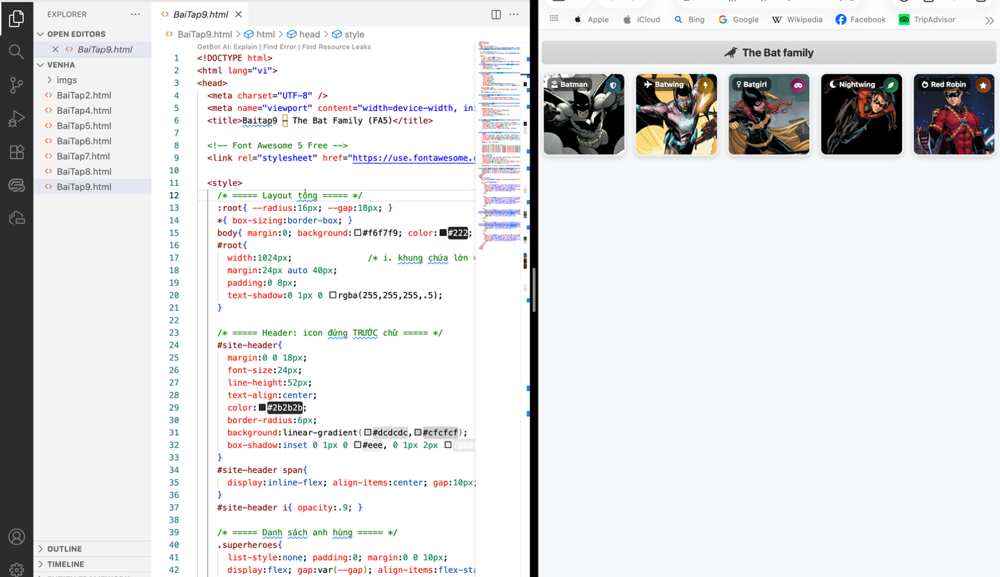 EXPLORER
OPEN EDITORS
BaiTap9.html
VENHA
imgs
BaiTap2.html
BaiTap4.html
BaiTap5.html
BaiTap6.html
BaiTap7.html
BaiTap8.html
BaiTap9.html
OUTLINE
TIMELINE
BaiTap9.html
BaiTap9.html > html > head > style
GetBot AI: Explain | Find Error | Find Resource Leaks
1 <!DOCTYPE html>
2 <html lang="vi">
3 <head>
4 <meta charset="UTF-8" />
5 <meta name="viewport" content="width=device-width, ini
6 <title>Baitap9 – The Bat Family (FA5)</title>
7
8 <!-- Font Awesome 5 Free -->
9 <link rel="stylesheet" href="https://use.fontawesome.c
10
11 <style>
12 /* ===== Layout tổng ===== */
13 :root{ --radius:16px; --gap:18px; }
14 *{ box-sizing:border-box; }
15 body{ margin:0; background:#f6f7f9; color:#222;
16 #root{
17 width:1024px; /* i. khung chứa lớn *
18 margin:24px auto 40px;
19 padding:0 8px;
20 text-shadow:0 1px 0 rgba(255,255,255,.5);
21 }
22
23 /* ===== Header: icon đứng TRƯỚC chữ ===== */
24 #site-header{
25 margin:0 0 18px;
26 font-size:24px;
27 line-height:52px;
28 text-align:center;
29 color:#2b2b2b;
30 border-radius:6px;
31 background:linear-gradient(#dcdcdc,#cfcfcf);
32 box-shadow:inset 0 1px 0 #eee, 0 1px 2px rgba
33 }
34 #site-header span{
35 display:inline-flex; align-items:center; gap:10px;
36 }
37 #site-header i{ opacity:.9; }
38
39 /* ===== Danh sách anh hùng ===== */
40 .superheroes{
41 list-style:none; padding:0; margin:0 0 10px;
42 display:flex; gap:var(--gap); align-items:flex-sta
Apple
iCloud
Bing
Google
Wikipedia
Facebook
TripAdvisor
The Bat family
Batman
Batwing
Batgirl
Nightwing
Red Robin